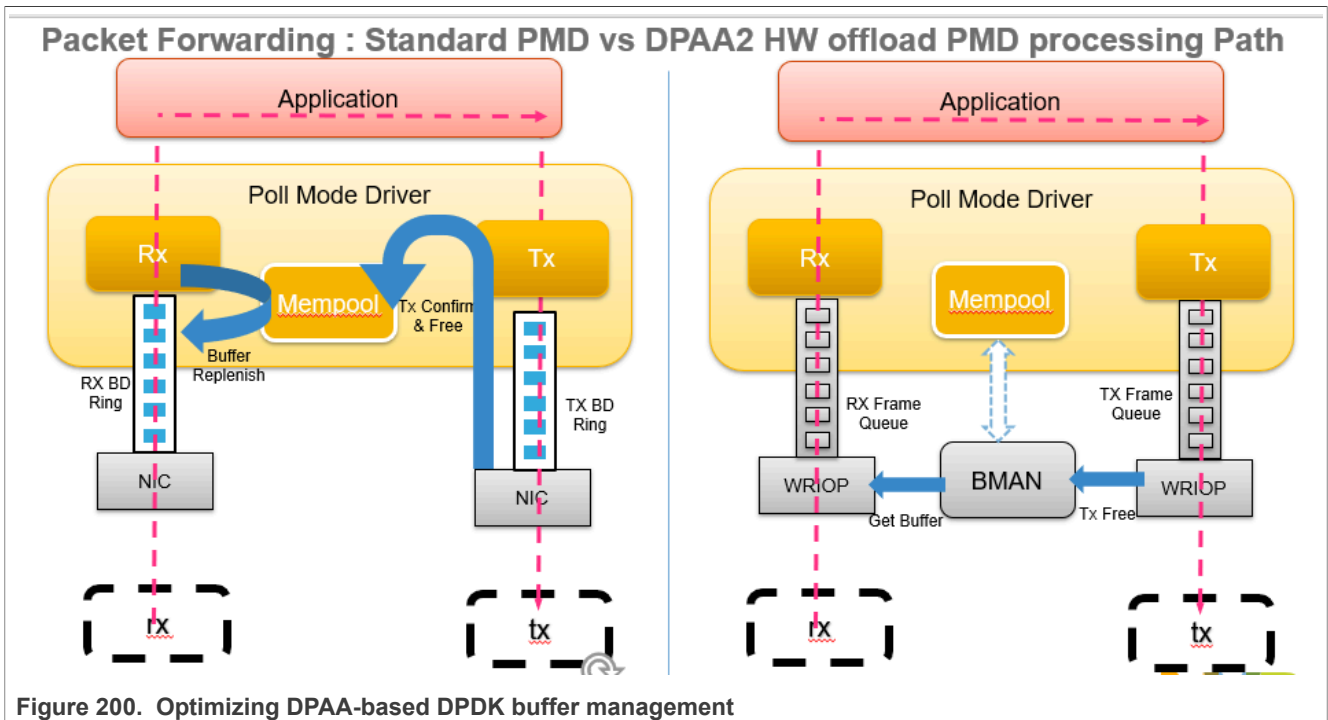 Packet Forwarding : Standard PMD vs DPAA2 HW offload PMD processing Path
Application
Poll Mode Driver
Rx
Tx
Mempool
Tx Confirm
& Free
Buffer
Replenish
RX BD
Ring
TX BD
Ring
NIC
NIC
rx
tx
Application
Poll Mode Driver
Rx
Tx
Mempool
RX Frame
Queue
TX Frame
Queue
WRIOP
BMAN
WRIOP
Get Buffer
Tx Free
rx
tx
Figure 200. Optimizing DPAA-based DPDK buffer management